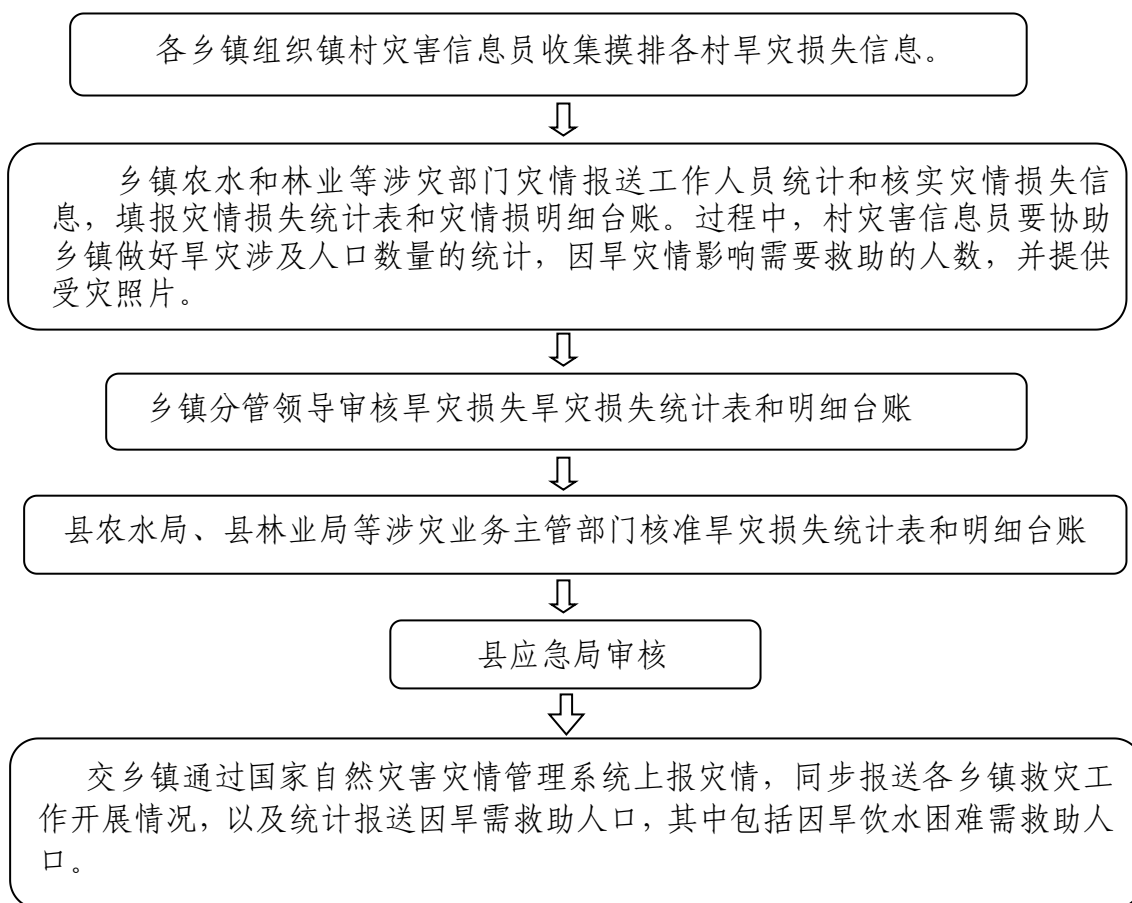 各乡镇组织镇村灾害信息员收集摸排各村旱灾损失信息。
乡镇农水和林业等涉灾部门灾情报送工作人员统计和核实灾情损失信
息，填报灾情损失统计表和灾情损明细台账。过程中，村灾害信息员要协助
乡镇做好旱灾涉及人口数量的统计，因旱灾情影响需要救助的人数，并提供
受灾照片。
乡镇分管领导审核旱灾损失旱灾损失统计表和明细台账
县农水局、县林业局等涉灾业务主管部门核准旱灾损失统计表和明细台账
县应急局审核
交乡镇通过国家自然灾害灾情管理系统上报灾情，同步报送各乡镇救灾工
作开展情况，以及统计报送因旱需救助人口，其中包括因旱饮水困难需救助人
口。